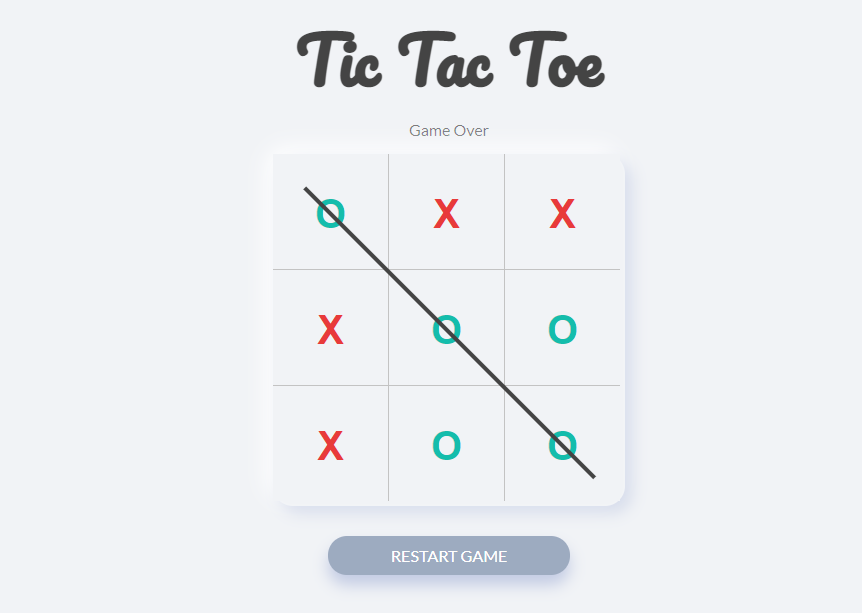 Tic Tac Toe
Game Over
O X X
X O O
X O O
RESTART GAME